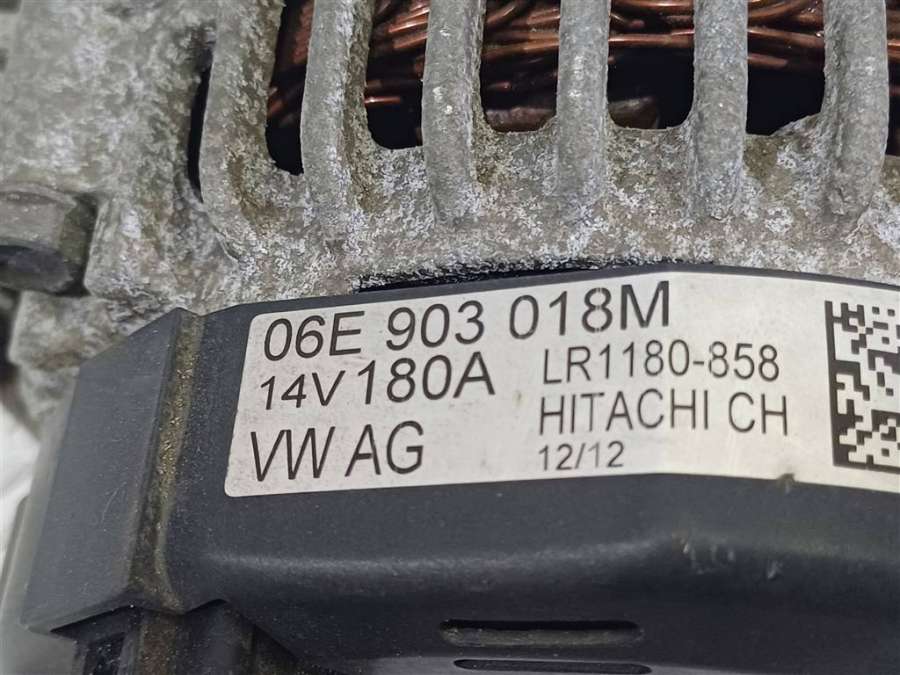 06E 903 018M
14V 180A LR1180-858
VW AG HITACHI CH
12/12